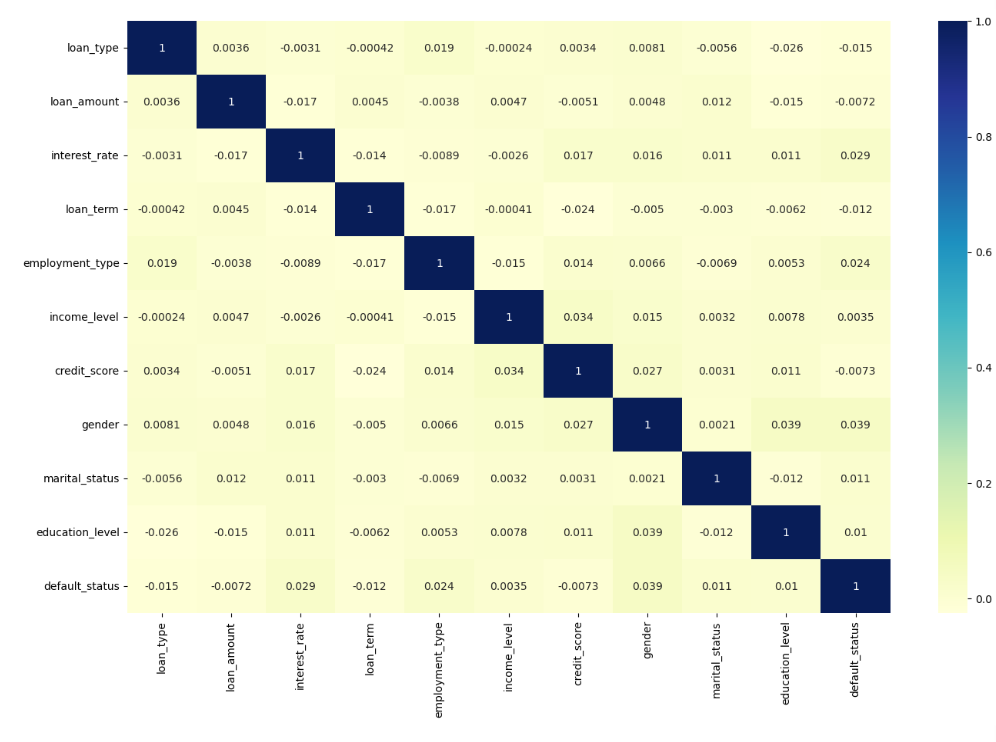 1.0
loan_type 1 0.0036 -0.0031 -0.00042 0.019 -0.00024 0.0034 0.0081 -0.0056 -0.026 -0.015
loan_amount 0.0036 1 -0.017 0.0045 -0.0038 0.0047 -0.0051 0.0048 0.012 -0.015 -0.0072
0.8
interest_rate -0.0031 -0.017 1 -0.014 -0.0089 -0.0026 0.017 0.016 0.011 0.011 0.029
loan_term -0.00042 0.0045 -0.014 1 -0.017 -0.00041 -0.024 -0.005 -0.003 -0.0062 -0.012
0.6
employment_type 0.019 -0.0038 -0.0089 -0.017 1 -0.015 0.014 0.0066 -0.0069 0.0053 0.024
income_level -0.00024 0.0047 -0.0026 -0.00041 -0.015 1 0.034 0.015 0.0032 0.0078 0.0035
0.4
credit_score 0.0034 -0.0051 0.017 -0.024 0.014 0.034 1 0.027 0.0031 0.011 -0.0073
gender 0.0081 0.0048 0.016 -0.005 0.0066 0.015 0.027 1 0.0021 0.039 0.039
marital_status -0.0056 0.012 0.011 -0.003 -0.0069 0.0032 0.0031 0.0021 1 -0.012 0.011
0.2
education_level -0.026 -0.015 0.011 -0.0062 0.0053 0.0078 0.011 0.039 -0.012 1 0.01
default_status -0.015 -0.0072 0.029 -0.012 0.024 0.0035 -0.0073 0.039 0.011 0.01 1
0.0
loan_type
loan_amount
interest_rate
loan_term
employment_type
income_level
credit_score
gender
marital_status
education_level
default_status